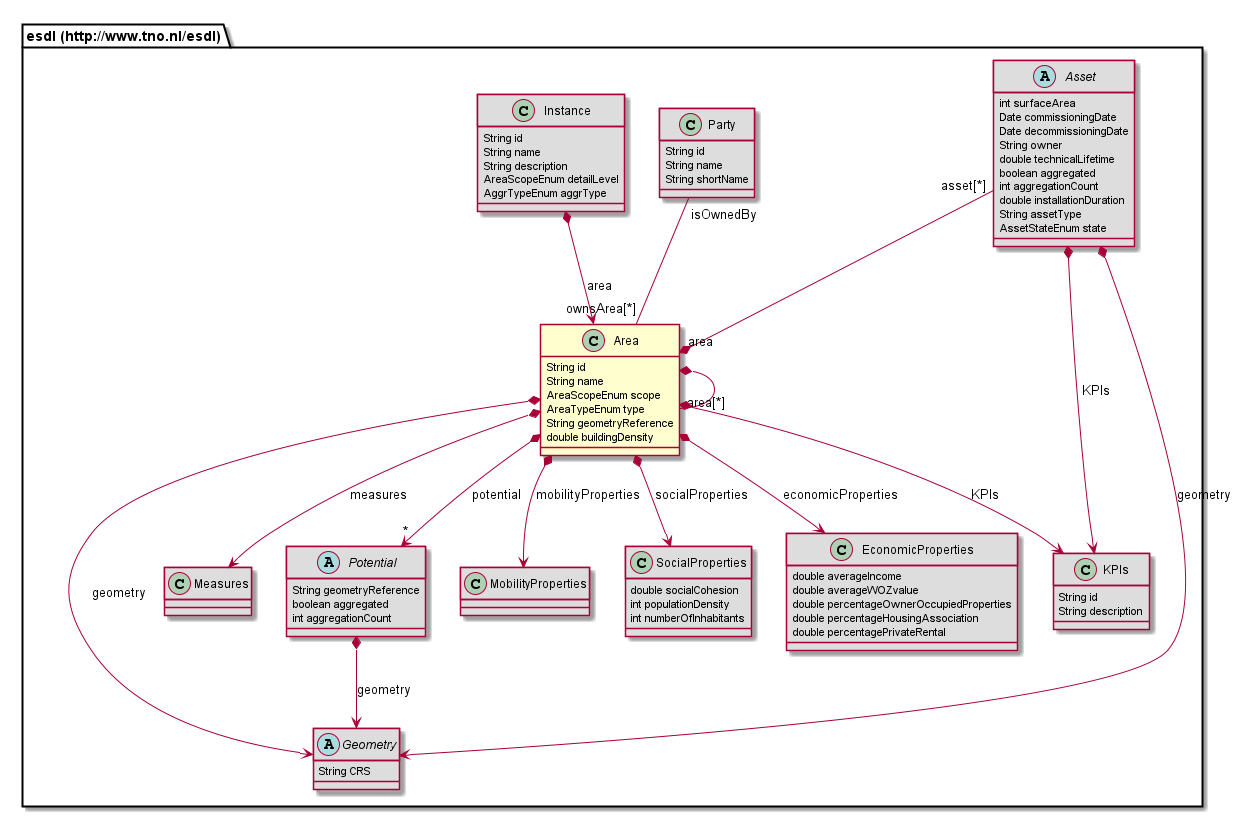 esdl (http://www.tno.nl/esdl)
A Asset
int surfaceArea
Date commissioningDate
Date decommissioningDate
String owner
double technicalLifetime
boolean aggregated
int aggregationCount
double installationDuration
String assetType
AssetStateEnum state
C Instance
String id
String name
String description
AreaScopeEnum detailLevel
AggrTypeEnum aggrType
C Party
String id
String name
String shortName
asset[*]
isOwnedBy
area
ownsArea[*]
C Area
String id
String name
AreaScopeEnum scope
AreaTypeEnum type
String geometryReference
double buildingDensity
area
area[*]
KPIs
measures
potential
mobilityProperties
socialProperties
economicProperties
KPIs
geometry
*
C Measures
A Potential
String geometryReference
boolean aggregated
int aggregationCount
C MobilityProperties
C SocialProperties
double socialCohesion
int populationDensity
int numberOfInhabitants
C EconomicProperties
double averageIncome
double averageWOZvalue
double percentageOwnerOccupiedProperties
double percentageHousingAssociation
double percentagePrivateRental
C KPIs
String id
String description
geometry
geometry
A Geometry
String CRS